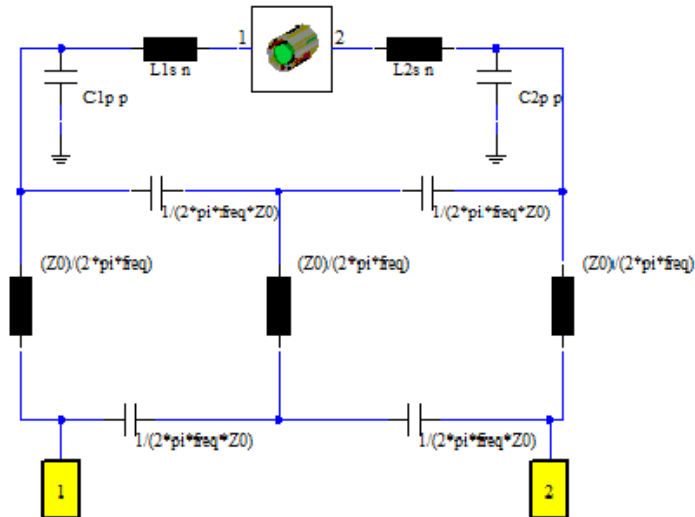 1 2
L1s n L2s n
C1p p C2p p
1/(2*pi*freq*Z0) 1/(2*pi*freq*Z0)
(Z0)/(2*pi*freq) (Z0)/(2*pi*freq) (Z0)/(2*pi*freq)
1/(2*pi*freq*Z0) 1/(2*pi*freq*Z0)
1 2